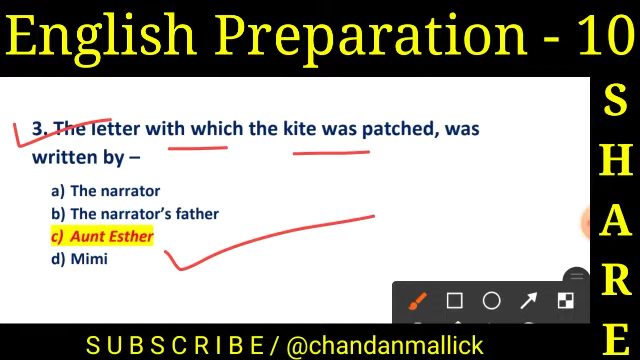 English Preparation - 10
3. The letter with which the kite was patched, was
written by –
a) The narrator
b) The narrator's father
c) Aunt Esther
d) Mimi
SUBSCRIBE/ @chandanmallick
S
H
A
R
E